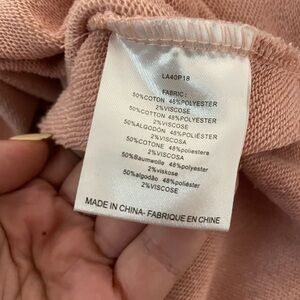 LA40P18
FABRIC:
50%COTTON 48%POLYESTER
2%VISCOSE
50%COTTON 48%POLYESTER
2%VISCOSE
50%ALGODÓN 48%POLIÉSTER
2%VISCOSA
50%COTONE 48%poliestere
2%VISCOSA
50%Baumwolle 48%polyester
2%viskose
50%algodão 48%poliéster
2%VISCOSE
MADE IN CHINA- FABRIQUE EN CHINE